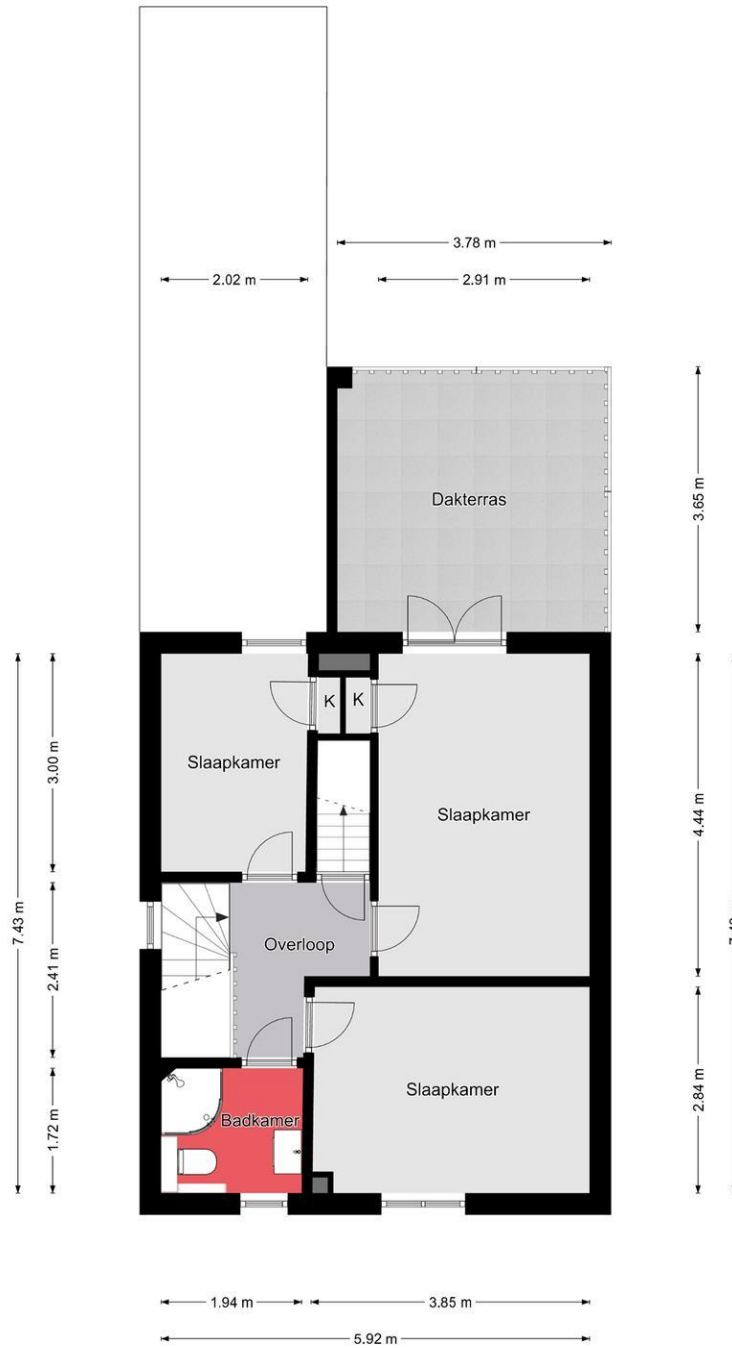 3.78 m
2.02 m
2.91 m
3.65 m
Dakterras
K
K
Slaapkamer
3.00 m
Slaapkamer
4.44 m
7.43 m
2.41 m
Overloop
Slaapkamer
2.84 m
Badkamer
1.72 m
1.94 m
3.85 m
5.92 m